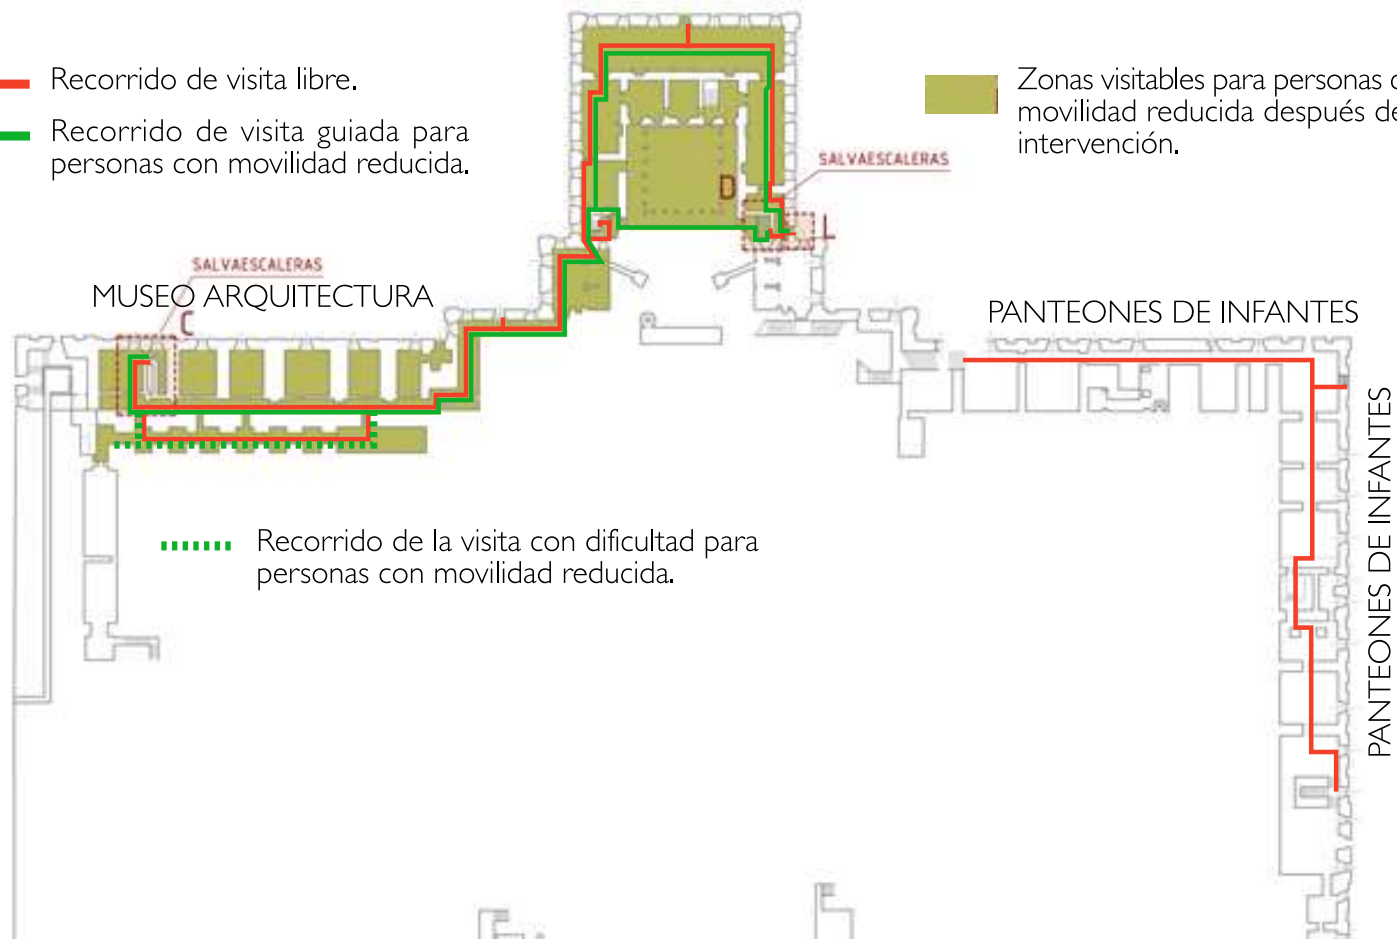 Recorrido de visita libre.
Recorrido de visita guiada para
personas con movilidad reducida.
Zonas visitables para personas
movilidad reducida después de
intervención.
SALVAESCALERAS
D
L
SALVAESCALERAS
MUSEO ARQUITECTURA
C
PANTEONES DE INFANTES
PANTEONES DE INFANTES
Recorrido de la visita con dificultad para
personas con movilidad reducida.